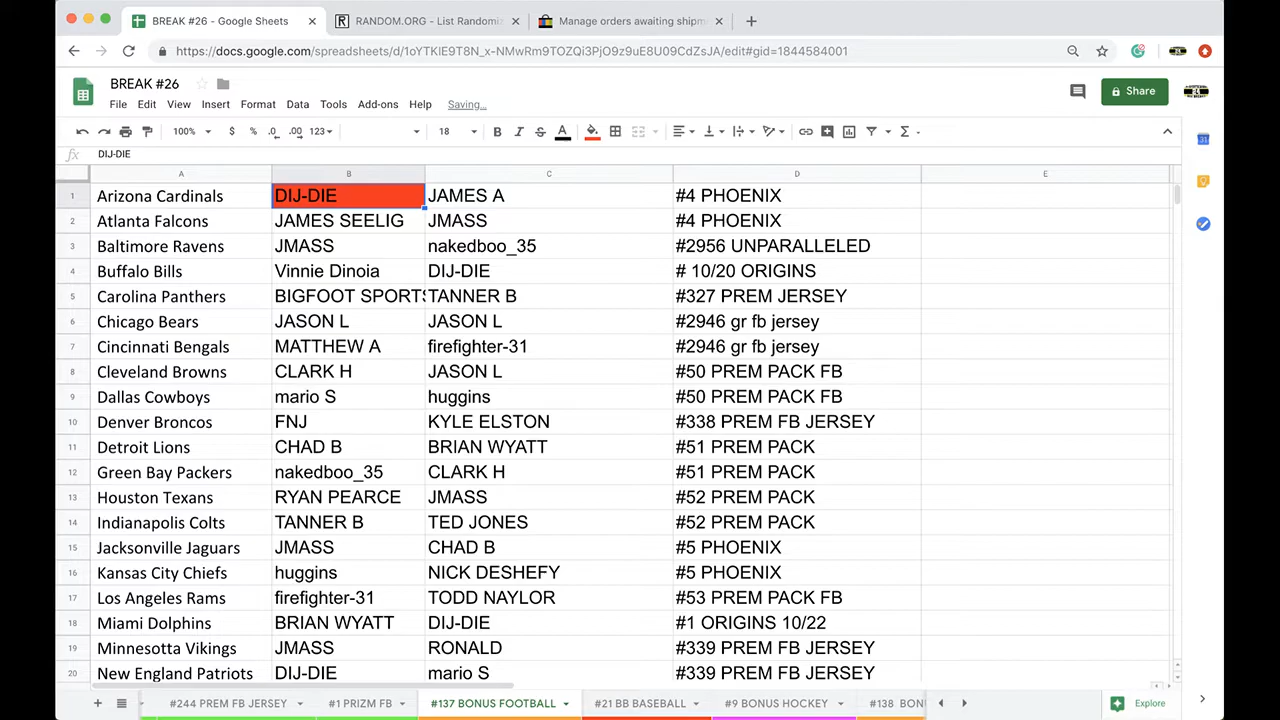 BREAK #26 - Google Sheets
RANDOM.ORG - List Randomi
Manage orders awaiting shipm
https://docs.google.com/spreadsheets/d/1oYTKlE9T8N_x-NMwRm9TOZQi3PjO9z9uE8U09CdZsJA/edit#gid=1844584001
BREAK #26
File Edit View Insert Format Data Tools Add-ons Help Saving...
Share
100% $ % .0 .00 123 18 B I S A
fx DIJ-DIE
A B C D E
1 Arizona Cardinals DIJ-DIE JAMES A #4 PHOENIX
2 Atlanta Falcons JAMES SEELIG JMASS #4 PHOENIX
3 Baltimore Ravens JMASS nakedboo_35 #2956 UNPARALLELED
4 Buffalo Bills Vinnie Dinoia DIJ-DIE # 10/20 ORIGINS
5 Carolina Panthers BIGFOOT SPORTS TANNER B #327 PREM JERSEY
6 Chicago Bears JASON L JASON L #2946 gr fb jersey
7 Cincinnati Bengals MATTHEW A firefighter-31 #2946 gr fb jersey
8 Cleveland Browns CLARK H JASON L #50 PREM PACK FB
9 Dallas Cowboys mario S huggins #50 PREM PACK FB
10 Denver Broncos FNJ KYLE ELSTON #338 PREM FB JERSEY
11 Detroit Lions CHAD B BRIAN WYATT #51 PREM PACK
12 Green Bay Packers nakedboo_35 CLARK H #51 PREM PACK
13 Houston Texans RYAN PEARCE JMASS #52 PREM PACK
14 Indianapolis Colts TANNER B TED JONES #52 PREM PACK
15 Jacksonville Jaguars JMASS CHAD B #5 PHOENIX
16 Kansas City Chiefs huggins NICK DESHEFY #5 PHOENIX
17 Los Angeles Rams firefighter-31 TODD NAYLOR #53 PREM PACK FB
18 Miami Dolphins BRIAN WYATT DIJ-DIE #1 ORIGINS 10/22
19 Minnesotta Vikings JMASS RONALD #339 PREM FB JERSEY
20 New England Patriots DIJ-DIE mario S #339 PREM FB JERSEY
#244 PREM FB JERSEY #1 PRIZM FB #137 BONUS FOOTBALL #21 BB BASEBALL #9 BONUS HOCKEY #138 BON
Explore